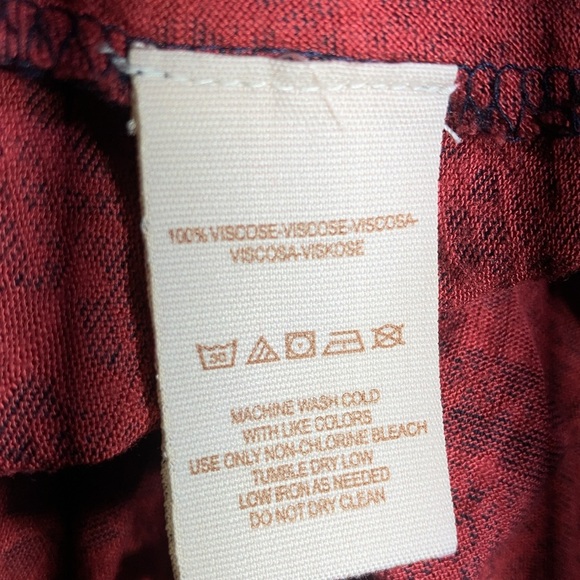 100% VISCOSE-VISCOSE-VISCOSA-
VISCOSA-VISKOSE
30
MACHINE WASH COLD
WITH LIKE COLORS
USE ONLY NON-CHLORINE BLEACH
TUMBLE DRY LOW
LOW IRON AS NEEDED
DO NOT DRY CLEAN